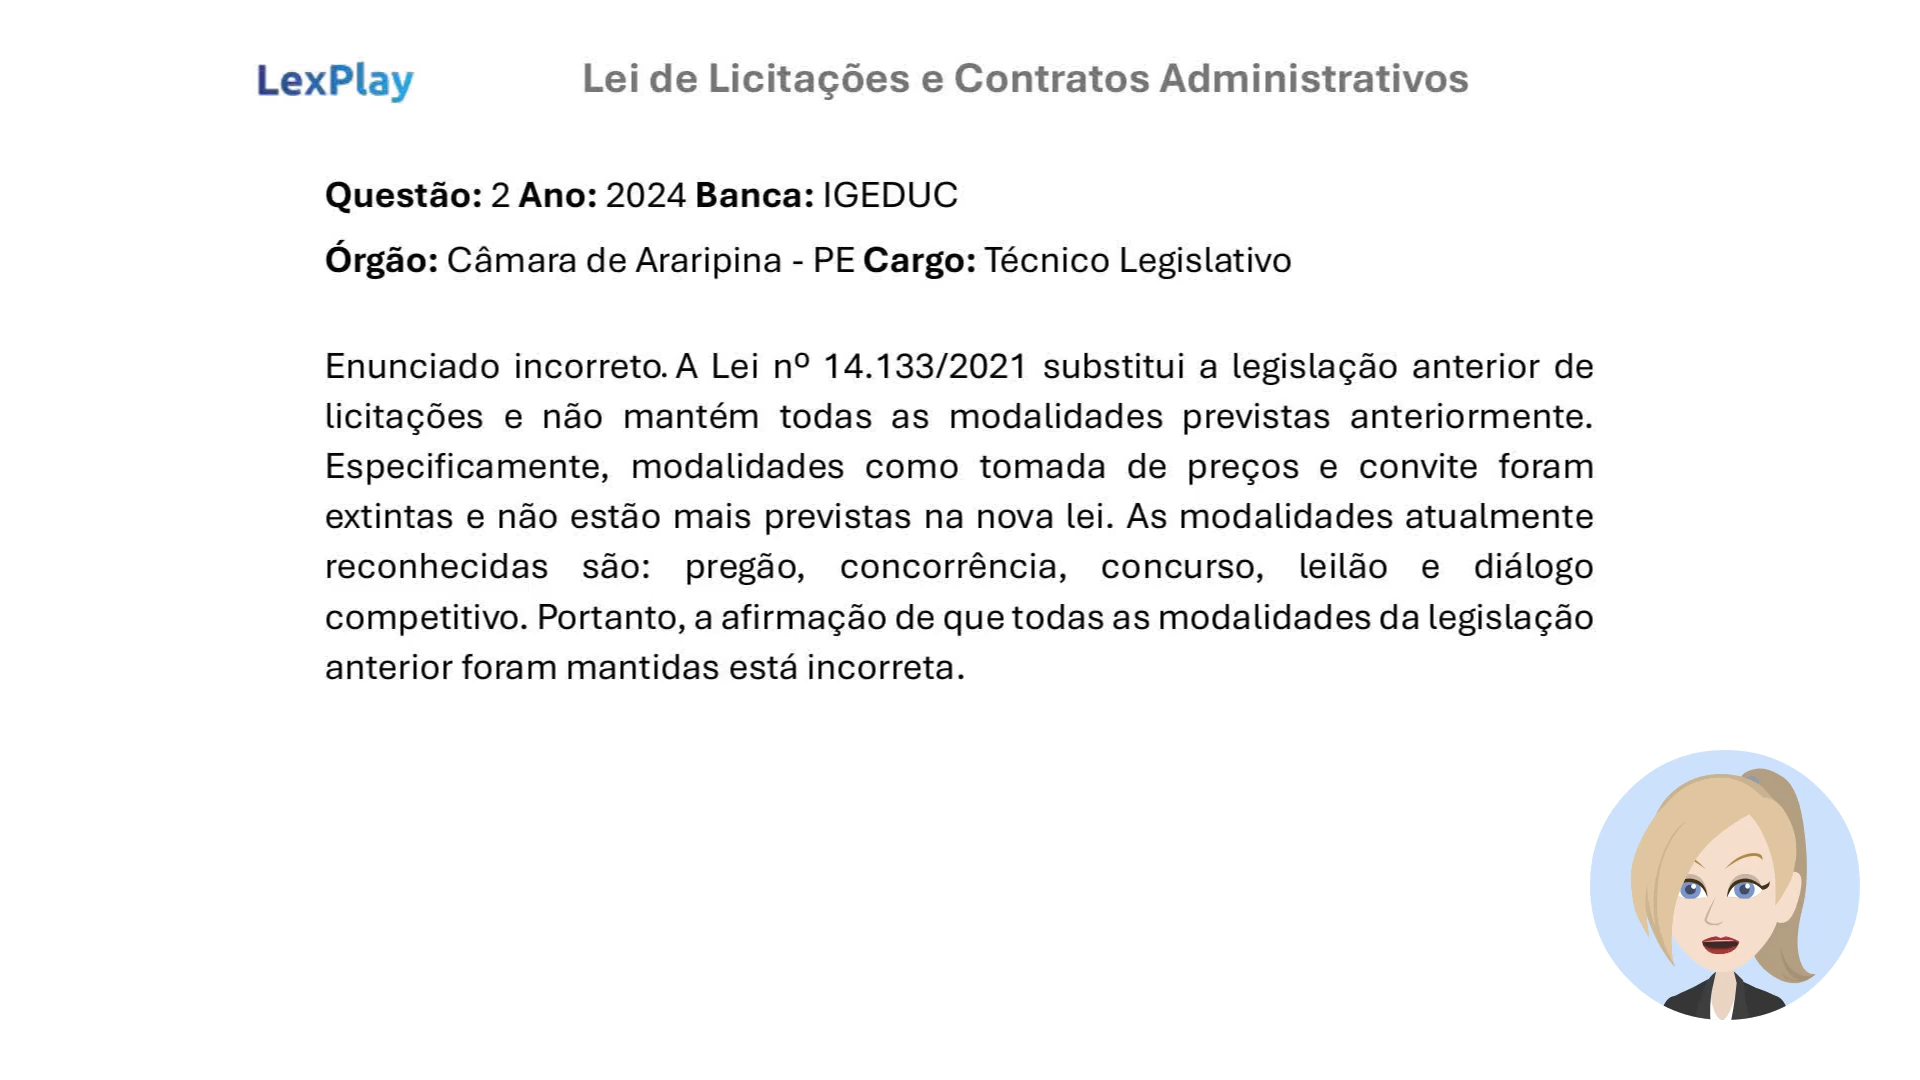 LexPlay
Lei de Licitações e Contratos Administrativos
Questão: 2 Ano: 2024 Banca: IGEDUC
Órgão: Câmara de Araripina - PE Cargo: Técnico Legislativo
Enunciado incorreto. A Lei nº 14.133/2021 substitui a legislação anterior de
licitações e não mantém todas as modalidades previstas anteriormente.
Especificamente, modalidades como tomada de preços e convite foram
extintas e não estão mais previstas na nova lei. As modalidades atualmente
reconhecidas são: pregão, concorrência, concurso, leilão e diálogo
competitivo. Portanto, a afirmação de que todas as modalidades da legislação
anterior foram mantidas está incorreta.